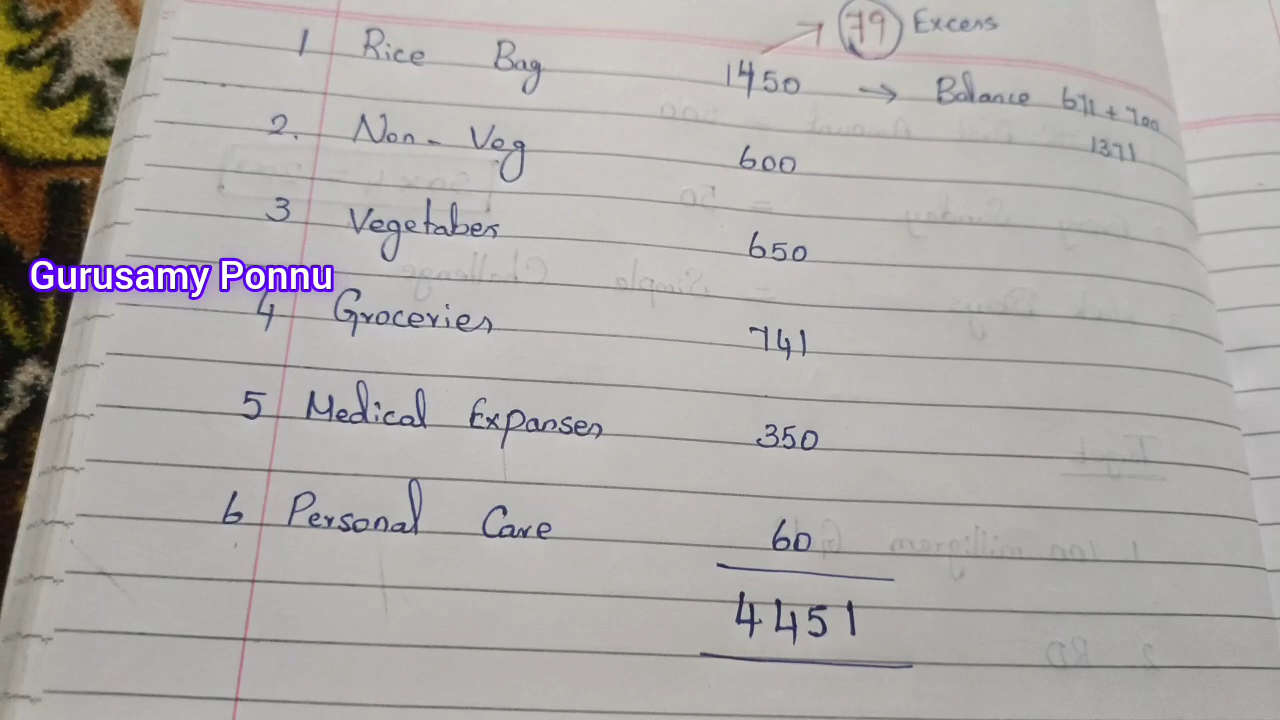 79 Excess
1 Rice Bag 1450 → Balance 671 + 700
1371
2. Non-Veg 600
3 Vegetabes 650
Gurusamy Ponnu
4 Groceries 741
5 Medical Expanses 350
6 Personal Care 60
4451